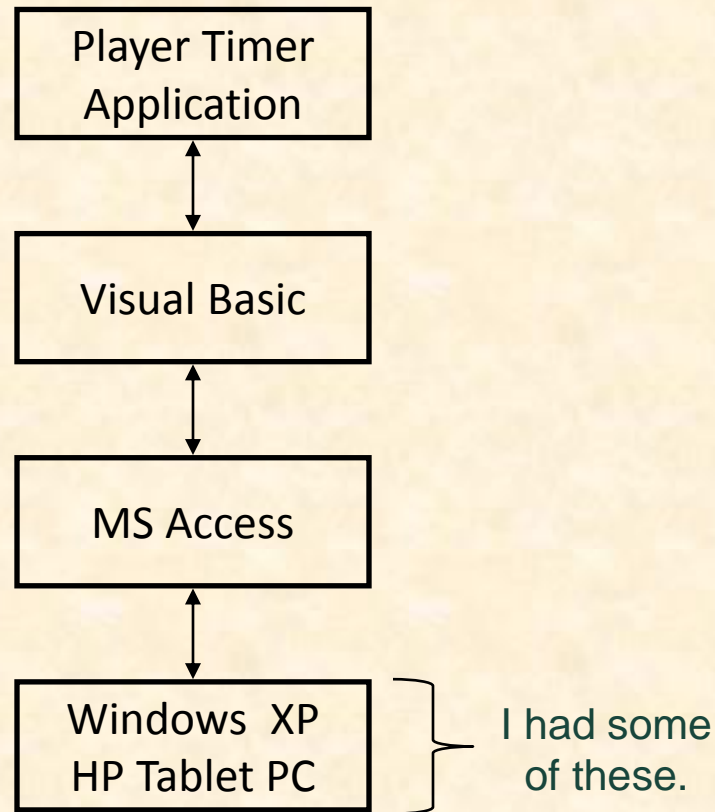 Player Timer
Application
Visual Basic
MS Access
Windows  XP
HP Tablet PC
I had some
of these.